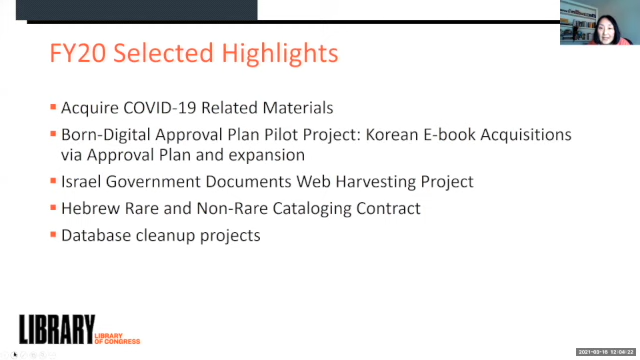 FY20 Selected Highlights
▪ Acquire COVID-19 Related Materials
▪ Born-Digital Approval Plan Pilot Project: Korean E-book Acquisitions
via Approval Plan and expansion
▪ Israel Government Documents Web Harvesting Project
▪ Hebrew Rare and Non-Rare Cataloging Contract
▪ Database cleanup projects
LIBRARY
LIBRARY
OF CONGRESS
2021-03-16 12:04:22